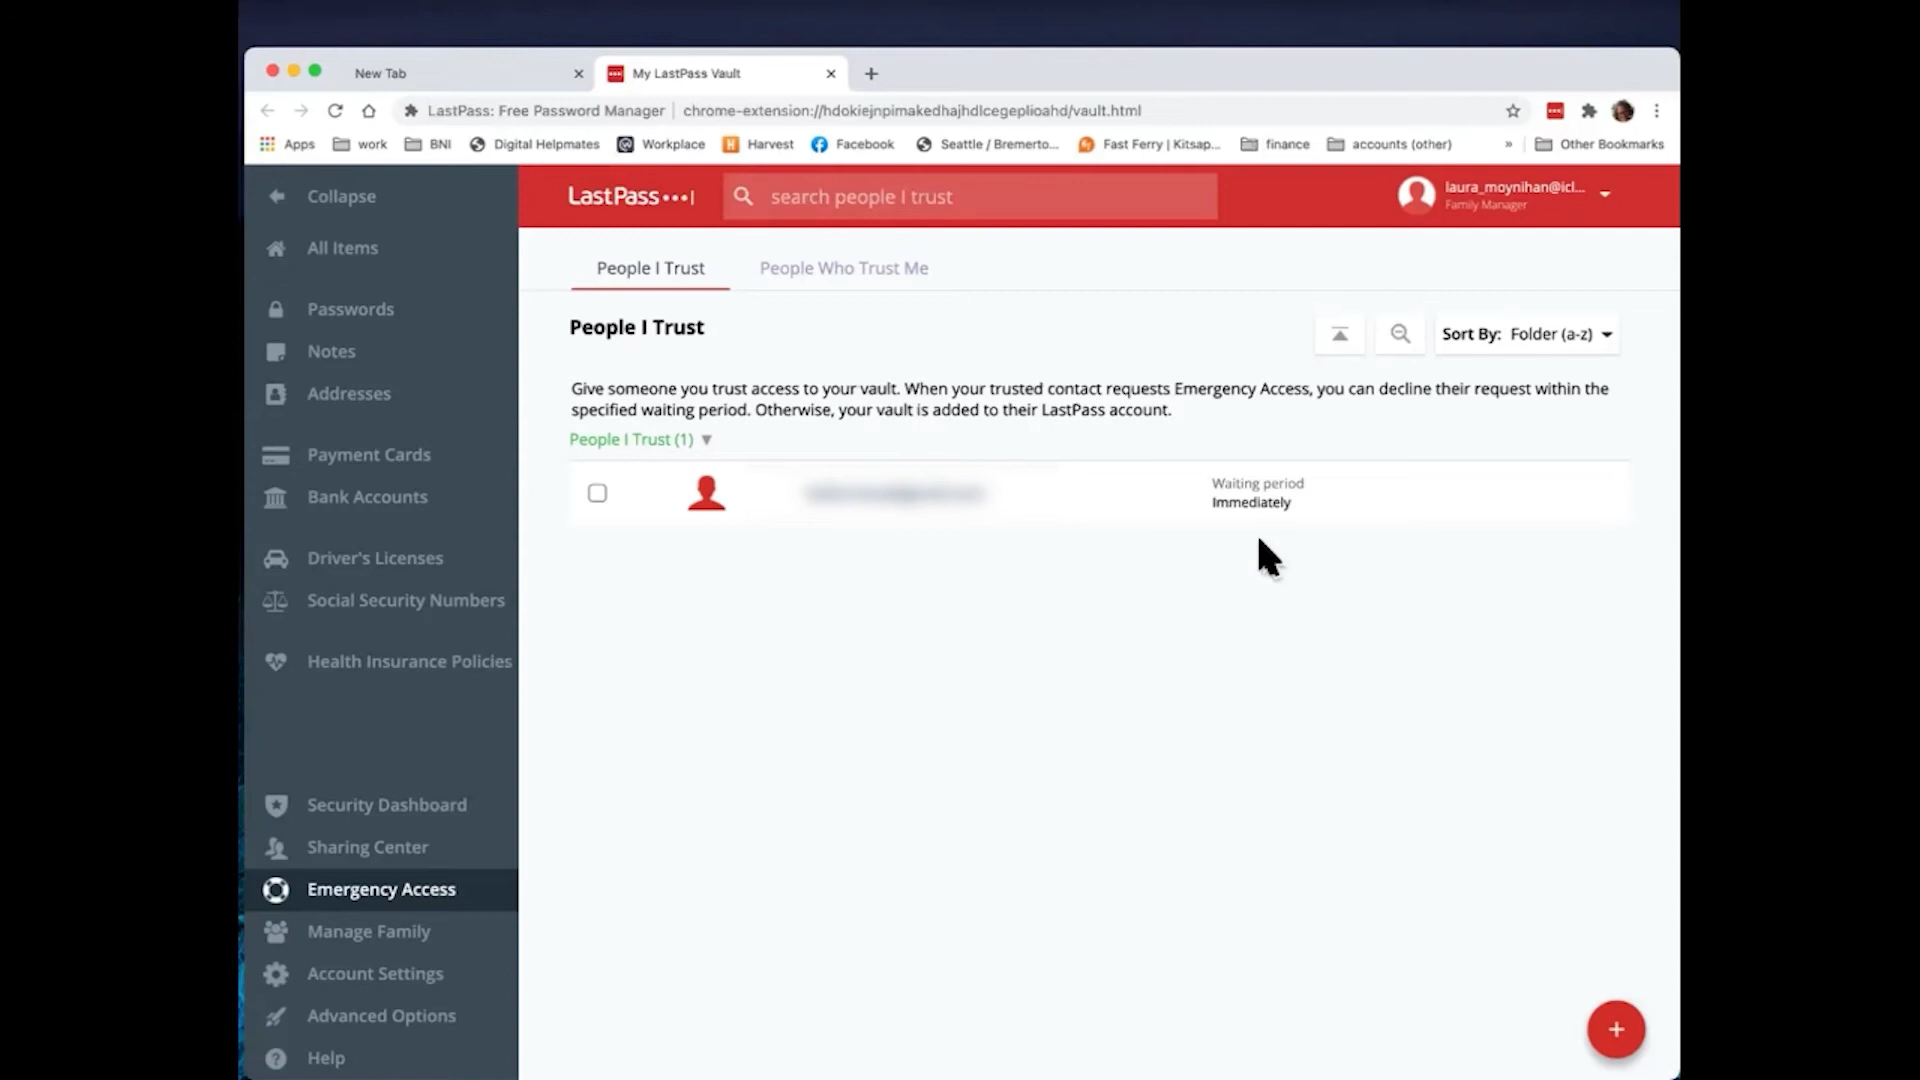 New Tab
My LastPass Vault
LastPass: Free Password Manager
chrome-extension://hdokiejnpimakedhajhdlcegeplioahd/vault.html
Apps
work
BNI
Digital Helpmates
Workplace
Harvest
Facebook
Seattle / Bremerto...
Fast Ferry | Kitsap...
finance
accounts (other)
»
Other Bookmarks
Collapse
All Items
Passwords
Notes
Addresses
Payment Cards
Bank Accounts
Driver's Licenses
Social Security Numbers
Health Insurance Policies
Security Dashboard
Sharing Center
Emergency Access
Manage Family
Account Settings
Advanced Options
Help
LastPass
search people I trust
laura_moynihan@icl...
Family Manager
People I Trust
People Who Trust Me
People I Trust
Sort By: Folder (a-z)
Give someone you trust access to your vault. When your trusted contact requests Emergency Access, you can decline their request within the
specified waiting period. Otherwise, your vault is added to their LastPass account.
People I Trust (1)
Waiting period
Immediately